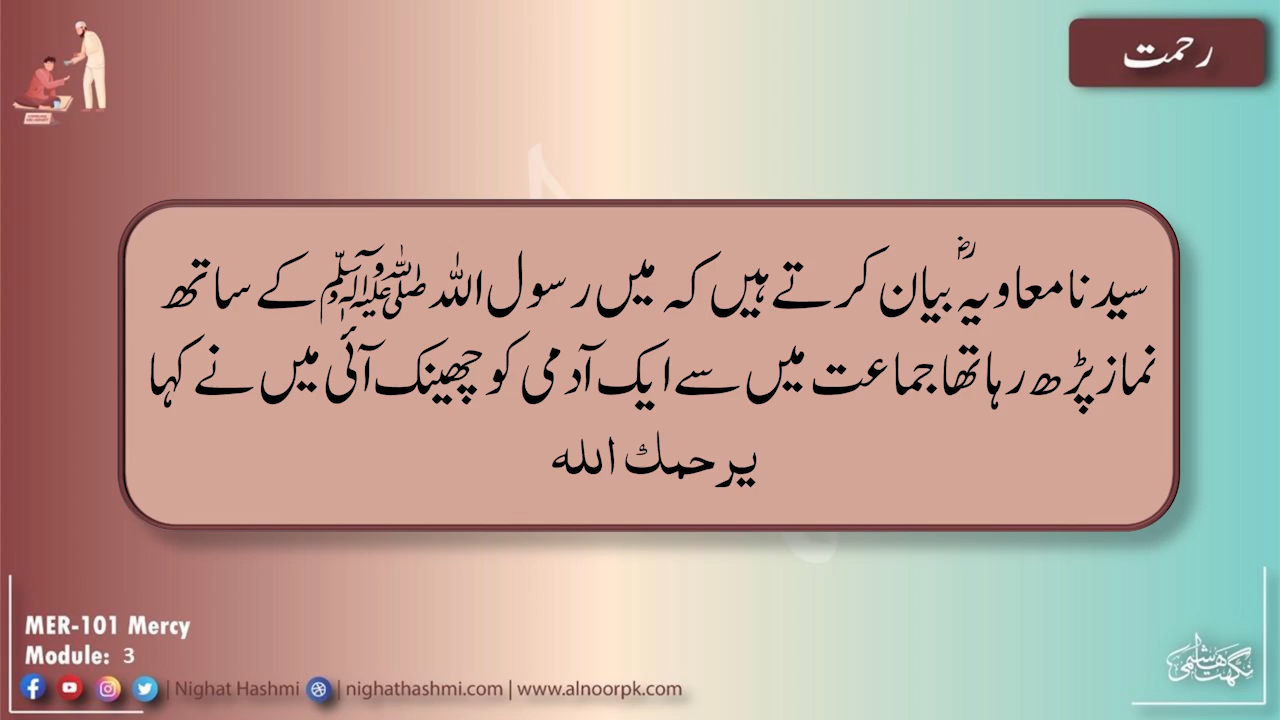 رحمت
سیدنا معاویہؓ بیان کرتے ہیں کہ میں رسول اللہ ﷺ کے ساتھ
نماز پڑھ رہا تھا جماعت میں سے ایک آدمی کو چھینک آئی میں نے کہا
یرحمك الله
MER-101 Mercy
Module: 3
| Nighat Hashmi | nighathashmi.com | www.alnoorpk.com
نگہت ہاشمی